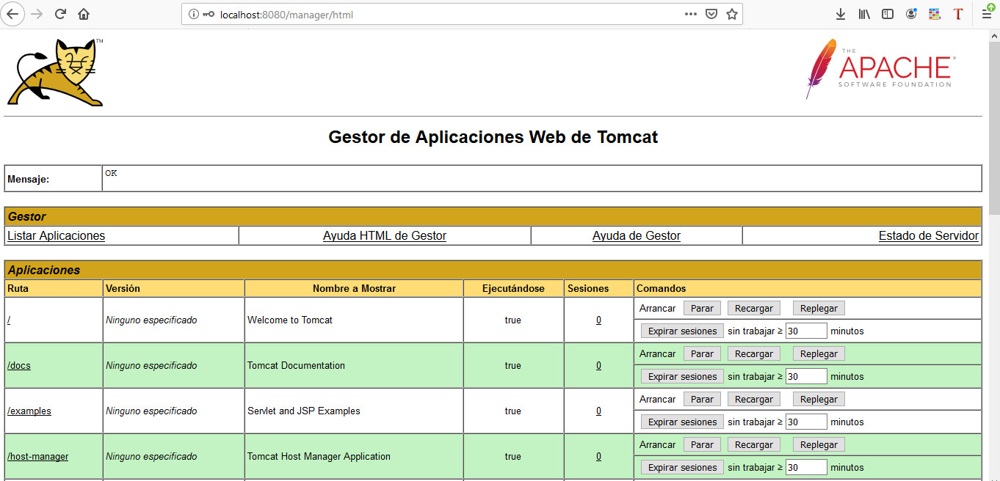 localhost:8080/manager/html
TM
THE
APACHE®
SOFTWARE FOUNDATION
Gestor de Aplicaciones Web de Tomcat
Mensaje: OK
Gestor
Listar Aplicaciones Ayuda HTML de Gestor Ayuda de Gestor Estado de Servidor
Aplicaciones
Ruta Versión Nombre a Mostrar Ejecutándose Sesiones Comandos
/ Ninguno especificado Welcome to Tomcat true 0 Arrancar Parar Recargar Replegar
Expirar sesiones sin trabajar ≥ 30 minutos
/docs Ninguno especificado Tomcat Documentation true 0 Arrancar Parar Recargar Replegar
Expirar sesiones sin trabajar ≥ 30 minutos
/examples Ninguno especificado Servlet and JSP Examples true 0 Arrancar Parar Recargar Replegar
Expirar sesiones sin trabajar ≥ 30 minutos
/host-manager Ninguno especificado Tomcat Host Manager Application true 0 Arrancar Parar Recargar Replegar
Expirar sesiones sin trabajar ≥ 30 minutos